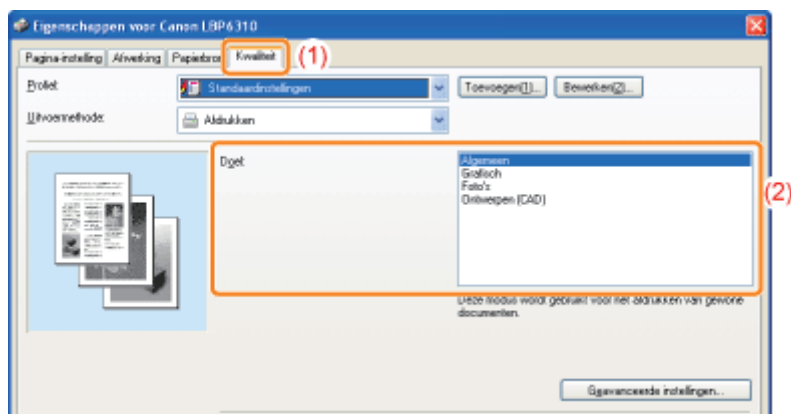 Eigenschappen voor Canon LBP6310
Pagina-instelling Afwerking Papierbron Kwaliteit (1)
Profiel: Standaardinstellingen Toevoegen(1)... Bewerken(2)...
Uitvoermethode: Afdrukken
Doel: Algemeen
Grafisch
Foto's
Ontwerpen [CAD]
(2)
Deze modus wordt gebruikt voor het afdrukken van gewone
documenten.
Geavanceerde instellingen...